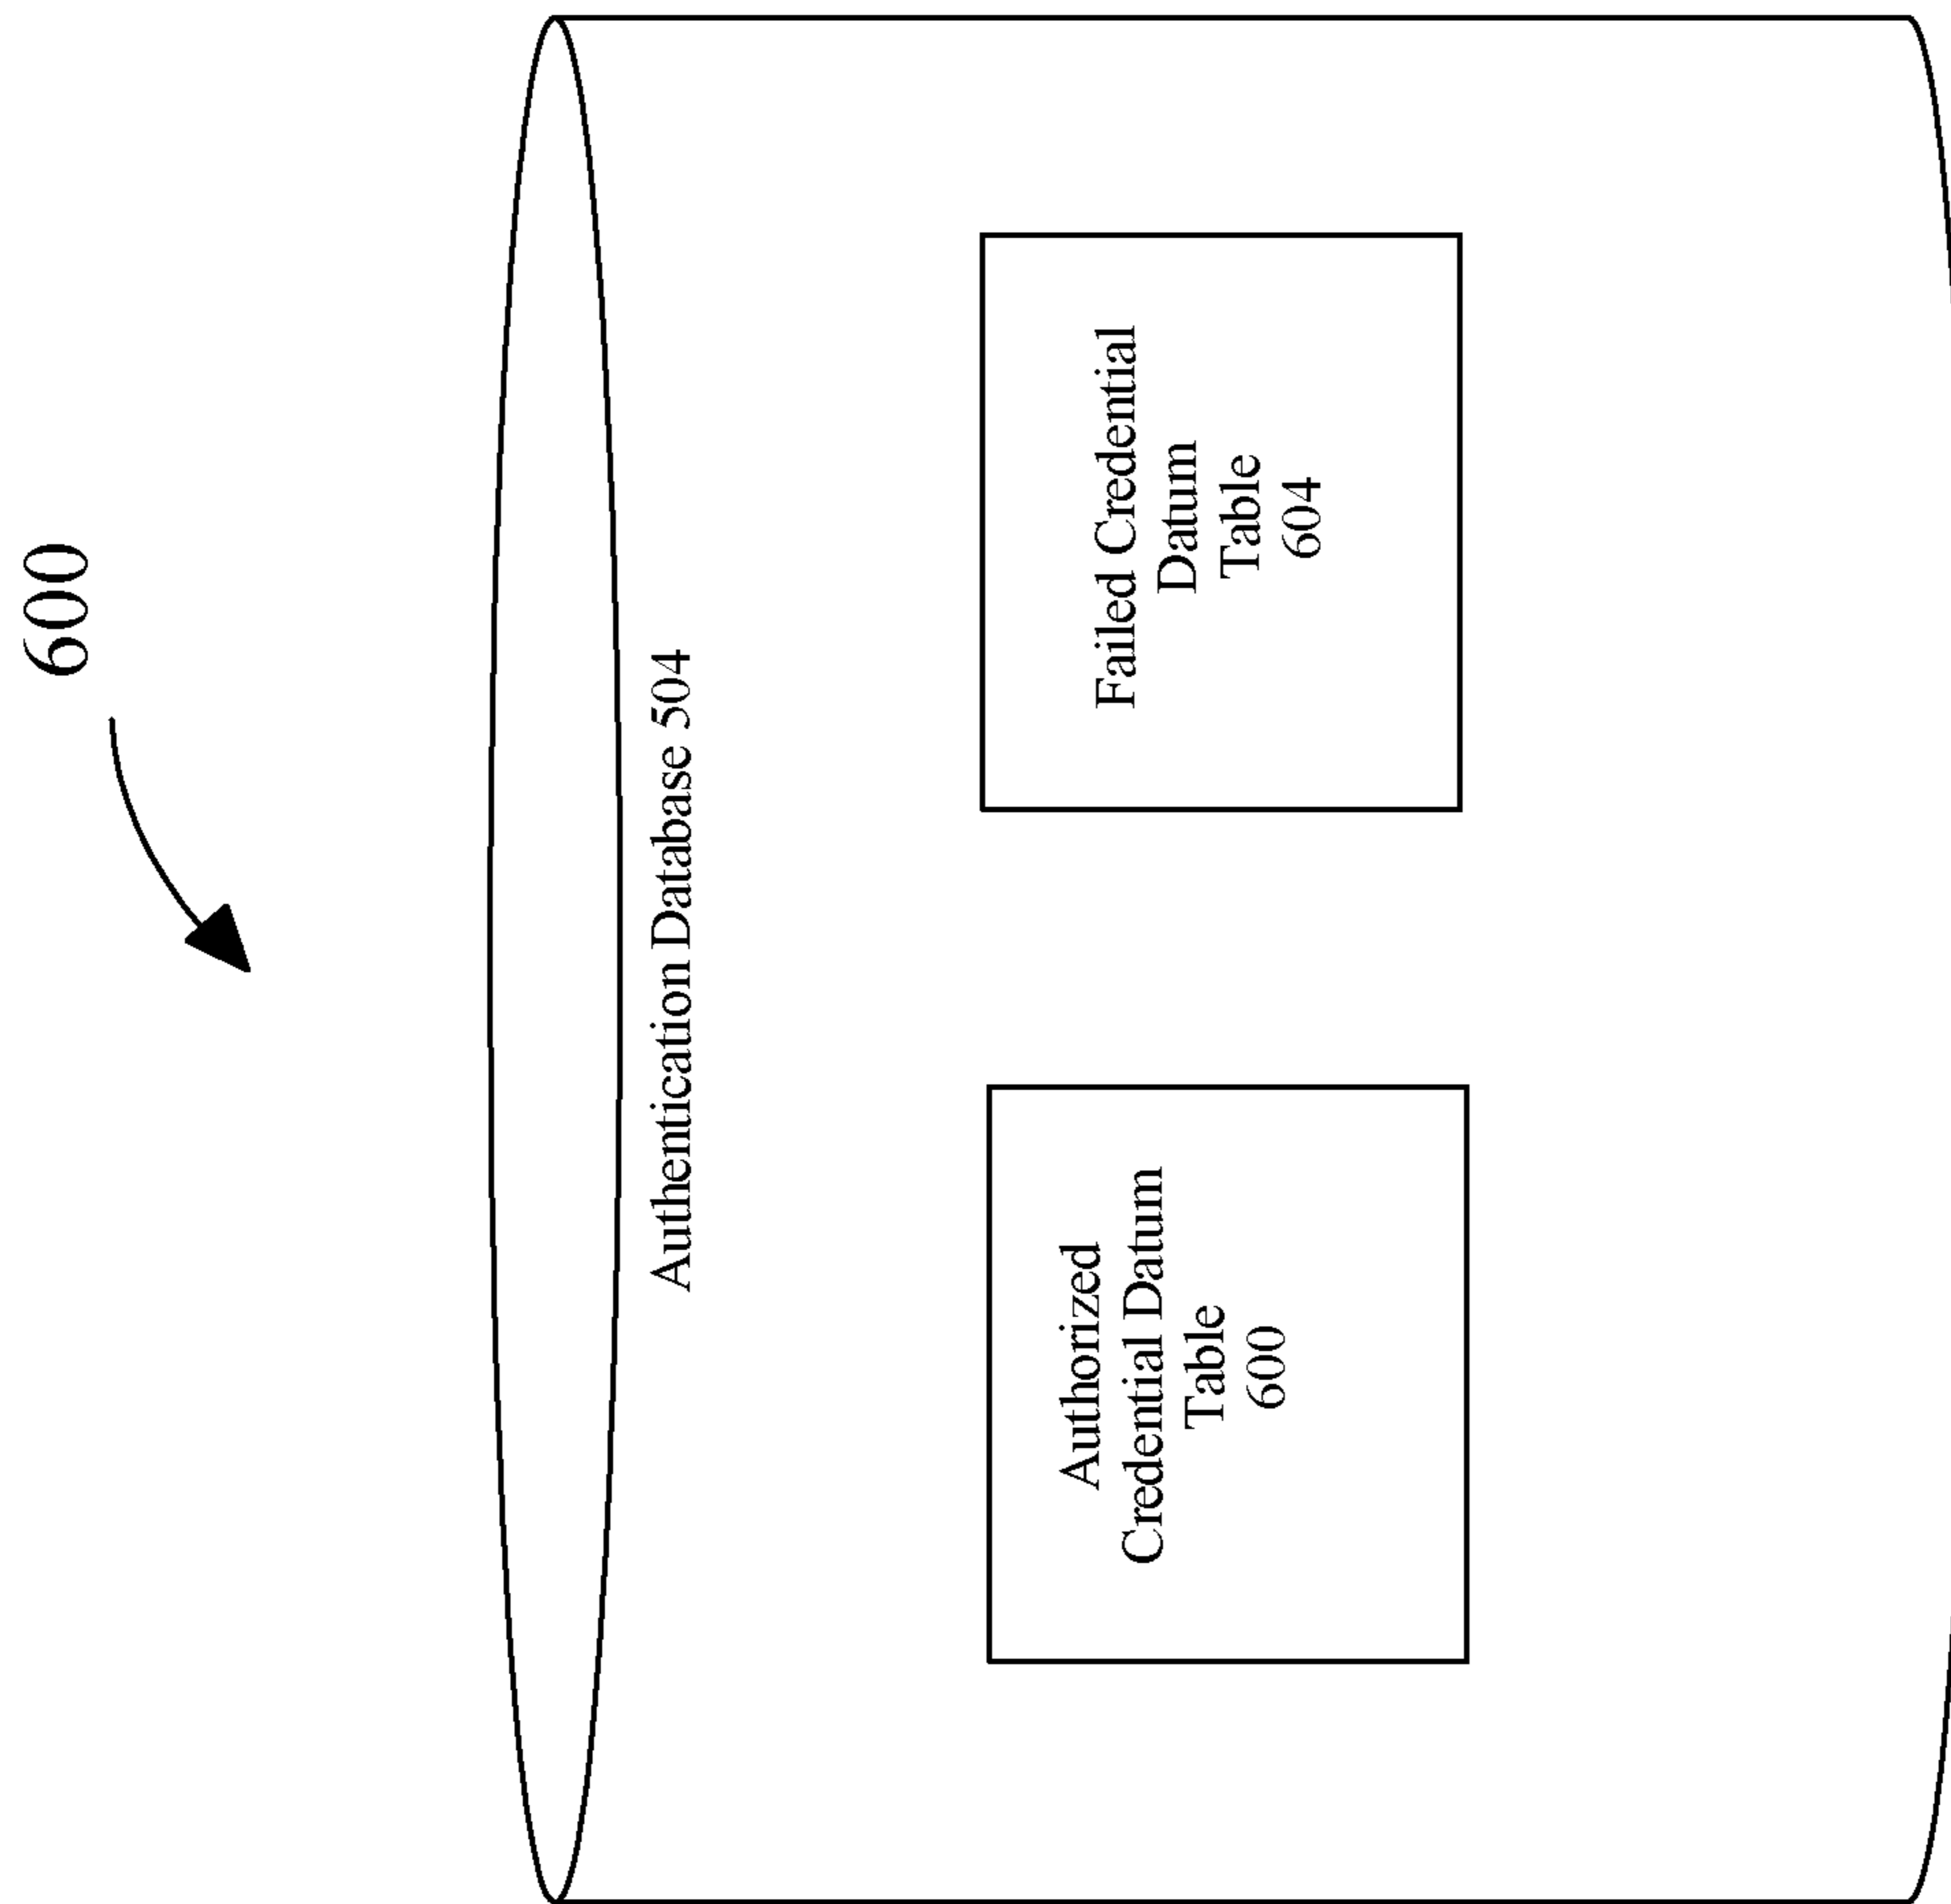 600
Authentication Database 504
Authorized
Credential Datum
Table
600
Failed Credential
Datum
Table
604